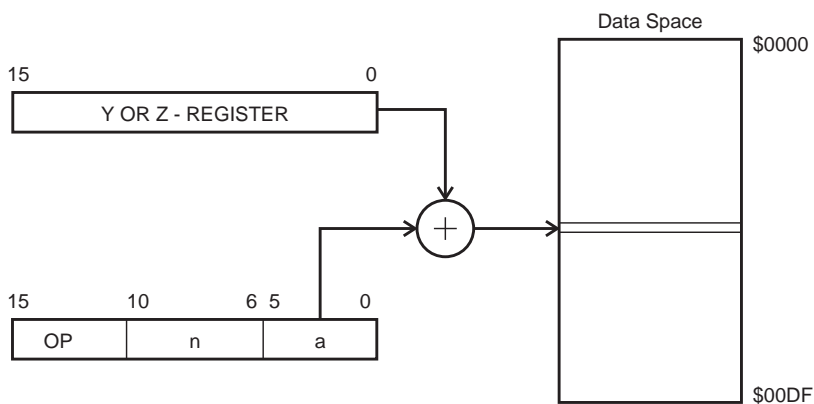 Data Space
$0000
15 0
Y OR Z - REGISTER
+
15 10 6 5 0
OP n a
$00DF